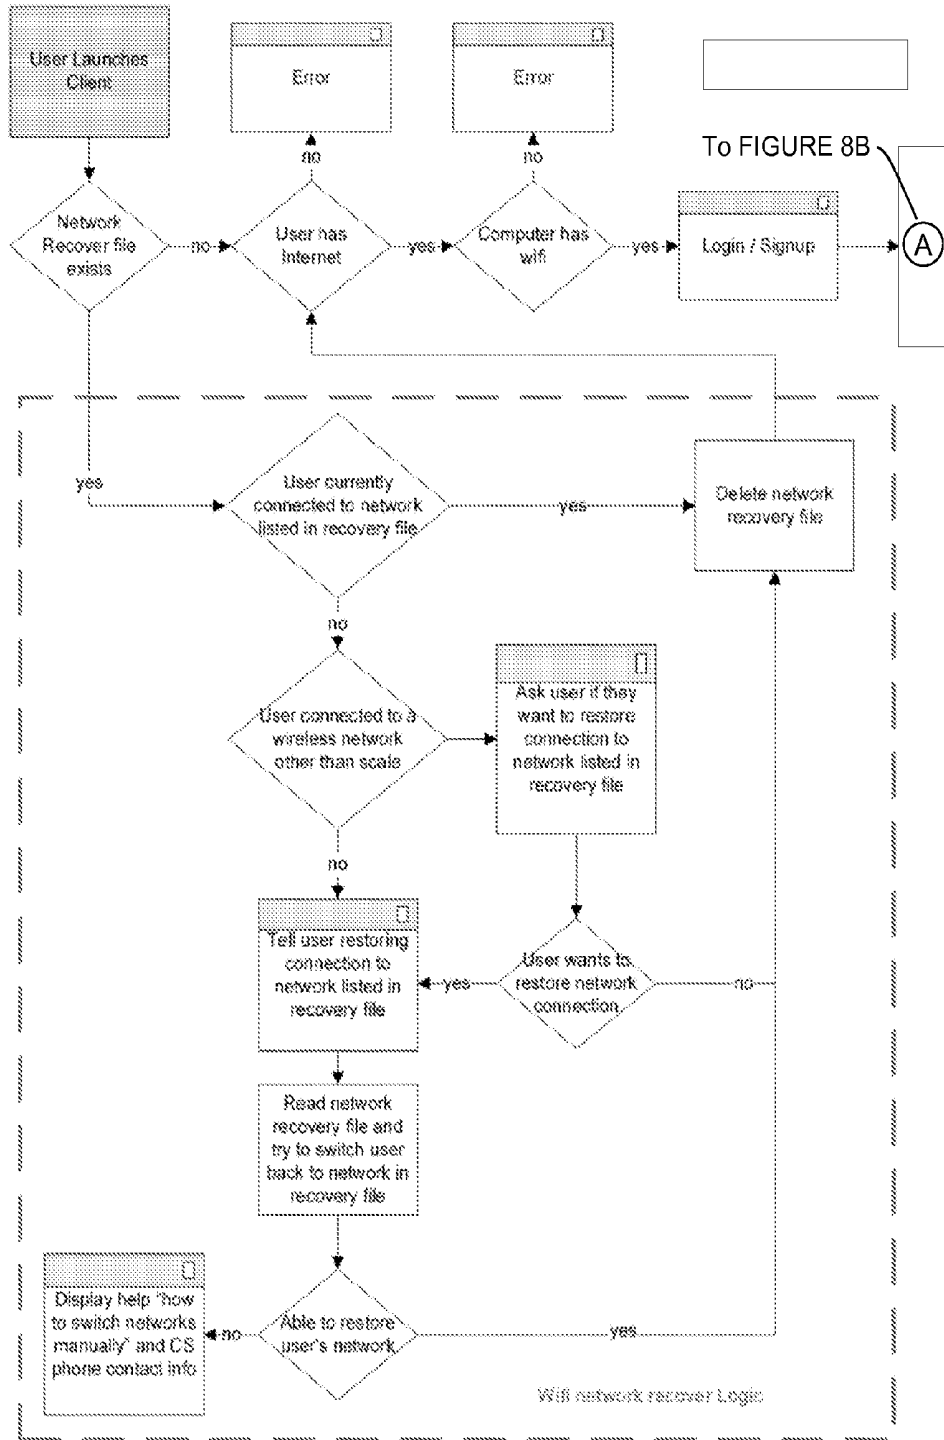 User Launches
Client
Error
Error
To FIGURE 8B
no
no
Network
Recover file
exists
no
User has
Internet
yes
Computer has
wifi
yes
Login / Signup
A
yes
User currently
connected to network
listed in recovery file
yes
Delete network
recovery file
no
User connected to a
wireless network
other than scale
Ask user if they
want to restore
connection to
network listed in
recovery file
no
Tell user restoring
connection to
network listed in
recovery file
yes
User wants to
restore network
connection
no
Read network
recovery file and
try to switch user
back to network in
recovery file
Display help "how
to switch networks
manually" and CS
phone contact info
no
Able to restore
user's network
yes
Wifi network recover Logic